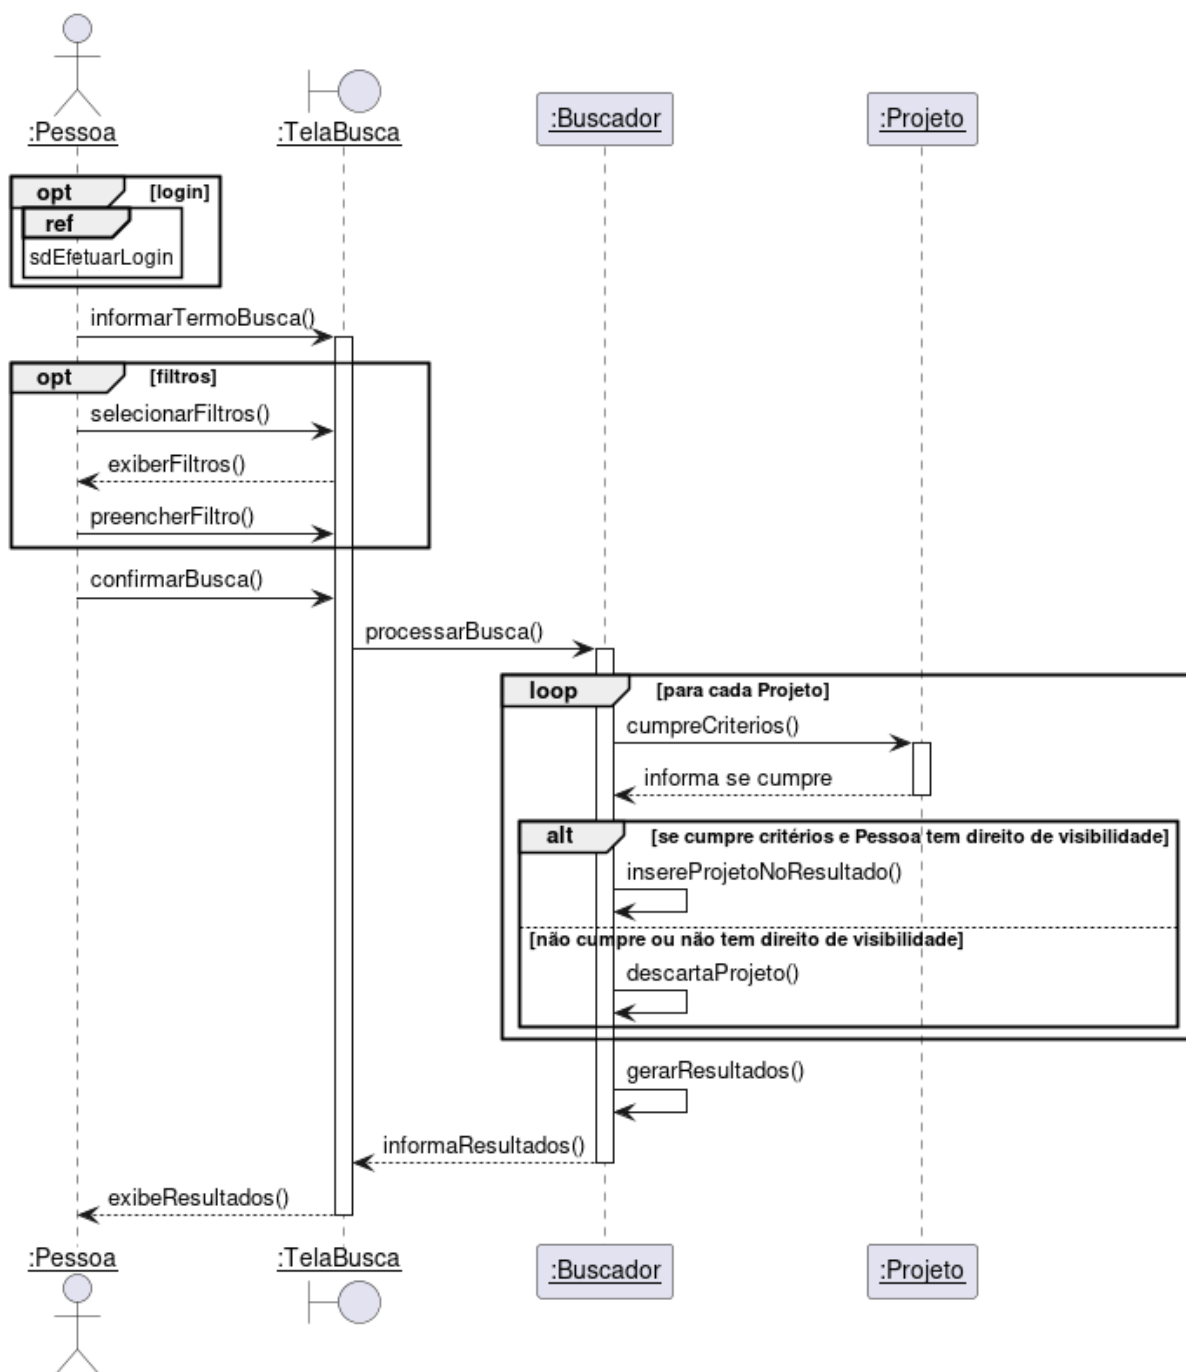 :Pessoa
:TelaBusca
:Buscador
:Projeto
opt [login]
ref
sdEfetuarLogin
informarTermoBusca()
opt [filtros]
selecionarFiltros()
exiberFiltros()
preencherFiltro()
confirmarBusca()
processarBusca()
loop [para cada Projeto]
cumpreCriterios()
informa se cumpre
alt [se cumpre critérios e Pessoa tem direito de visibilidade]
insereProjetoNoResultado()
[não cumpre ou não tem direito de visibilidade]
descartaProjeto()
gerarResultados()
informaResultados()
exibeResultados()
:Pessoa
:TelaBusca
:Buscador
:Projeto